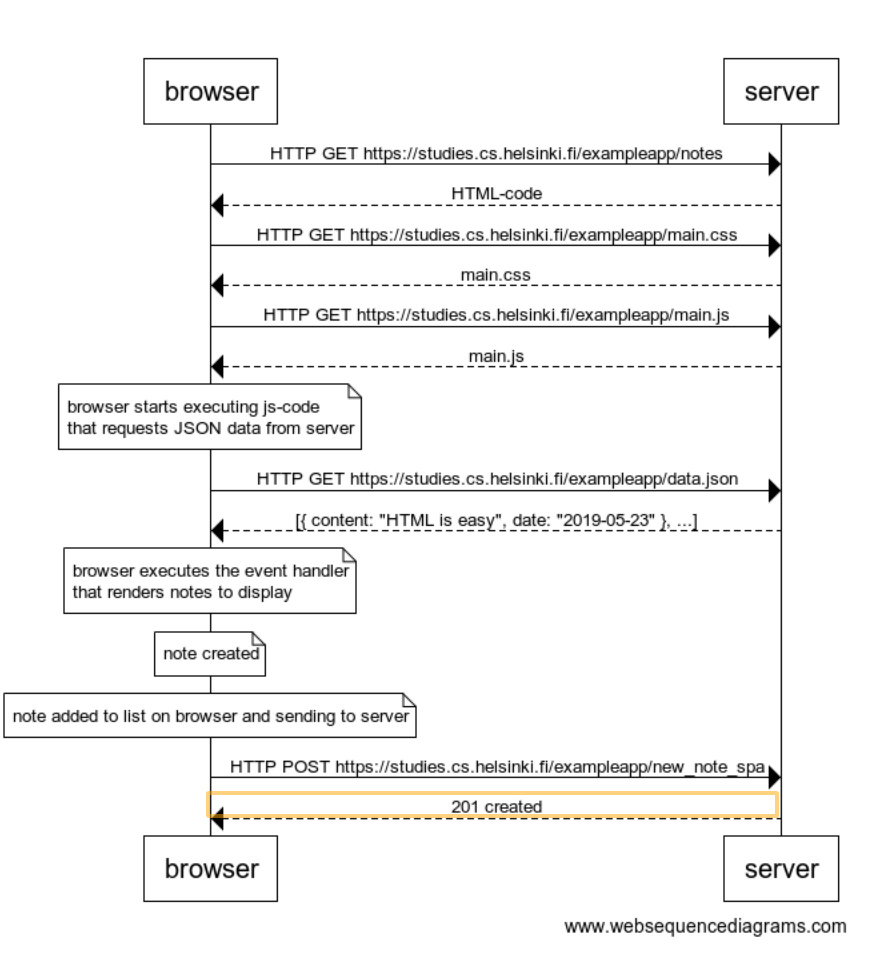 browser
server
HTTP GET https://studies.cs.helsinki.fi/exampleapp/notes
HTML-code
HTTP GET https://studies.cs.helsinki.fi/exampleapp/main.css
main.css
HTTP GET https://studies.cs.helsinki.fi/exampleapp/main.js
main.js
browser starts executing js-code
that requests JSON data from server
HTTP GET https://studies.cs.helsinki.fi/exampleapp/data.json
[{ content: "HTML is easy", date: "2019-05-23" }, ...]
browser executes the event handler
that renders notes to display
note created
note added to list on browser and sending to server
HTTP POST https://studies.cs.helsinki.fi/exampleapp/new_note_spa
201 created
browser
server
www.websequencediagrams.com